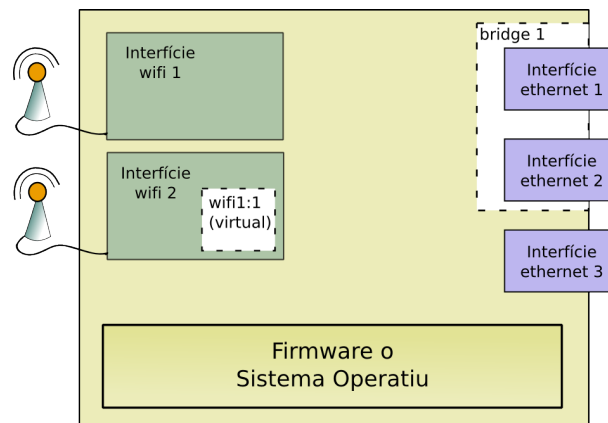 Interfície
wifi 1
Interfície
wifi 2
wifi1:1
(virtual)
bridge 1
Interfície
ethernet 1
Interfície
ethernet 2
Interfície
ethernet 3
Firmware o
Sistema Operatiu